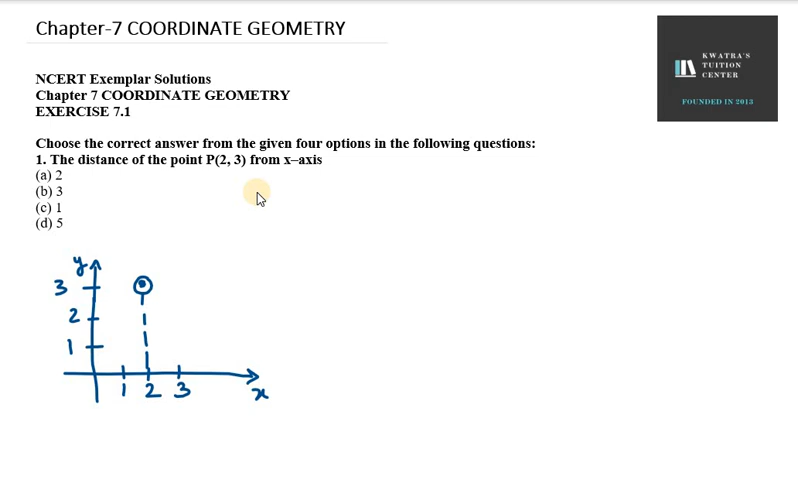 Chapter-7 COORDINATE GEOMETRY
KWATRA'S
TUITION
CENTER
FOUNDED IN 2013
NCERT Exemplar Solutions
Chapter 7 COORDINATE GEOMETRY
EXERCISE 7.1
Choose the correct answer from the given four options in the following questions:
1. The distance of the point P(2, 3) from x–axis
(a) 2
(b) 3
(c) 1
(d) 5
y
3
2
1
1 2 3
x